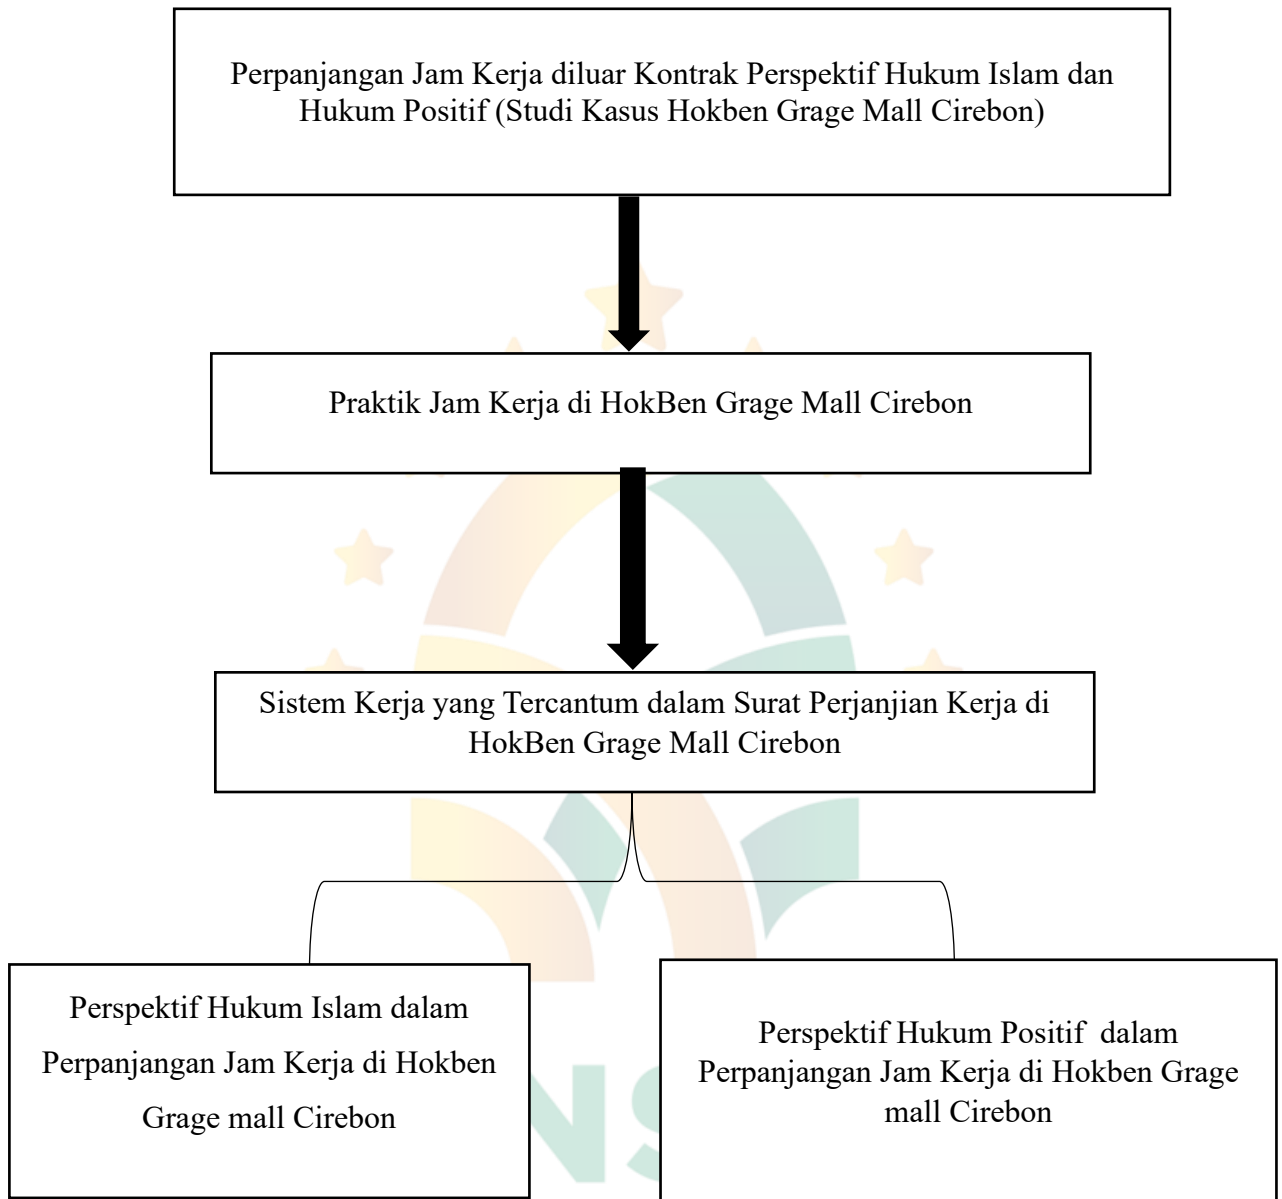 Perpanjangan Jam Kerja diluar Kontrak Perspektif Hukum Islam dan
Hukum Positif (Studi Kasus Hokben Grage Mall Cirebon)
Praktik Jam Kerja di HokBen Grage Mall Cirebon
Sistem Kerja yang Tercantum dalam Surat Perjanjian Kerja di
HokBen Grage Mall Cirebon
Perspektif Hukum Islam dalam
Perpanjangan Jam Kerja di Hokben
Grage mall Cirebon
Perspektif Hukum Positif dalam
Perpanjangan Jam Kerja di Hokben Grage
mall Cirebon